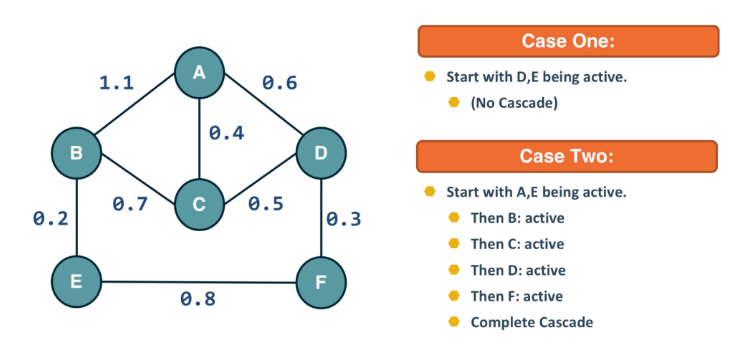 A
1.1
0.6
0.4
B
D
0.7
C
0.5
0.2
0.3
E
F
0.8
Case One:
Start with D,E being active.
(No Cascade)
Case Two:
Start with A,E being active.
Then B: active
Then C: active
Then D: active
Then F: active
Complete Cascade